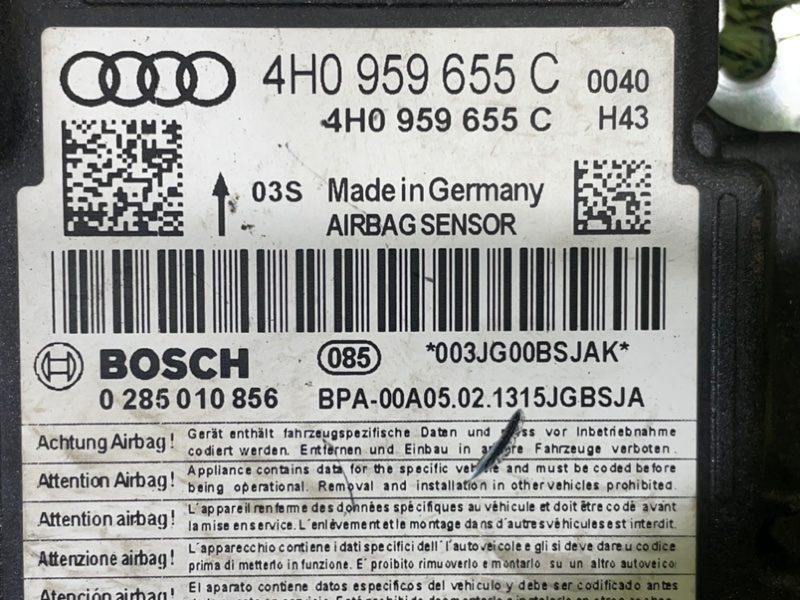 4H0 959 655 C 0040
4H0 959 655 C H43
03S Made in Germany
AIRBAG SENSOR
BOSCH 085 *003JG00BSJAK*
0 285 010 856 BPA-00A05.02.1315JGBSJA
Achtung Airbag! Gerät enthält fahrzeugspezifische Daten und vor Inbetriebnahme
codiert werden. Entfernen und Einbau in andere Fahrzeuge verboten.
Attention Airbag! Appliance contains data for the specific vehicle and must be coded before
being operational. Removal and installation in other vehicles prohibited.
Attention airbag! L'appareil renferme des données spécifiques au véhicule et doit être codé avant
la mise en service. L'enlèvement et le montage dans d'autres véhicules est interdit.
Attenzione airbag! L'apparecchio contiene i dati specifici dell'autoveicolo e gli si deve dare u codice
prima di metterlo in funzione. E' proibito rimuoverlo e montarlo su un altro autoveico
Atención airbag! El aparato contiene datos especificos del vehículo y debe ser codificado antes